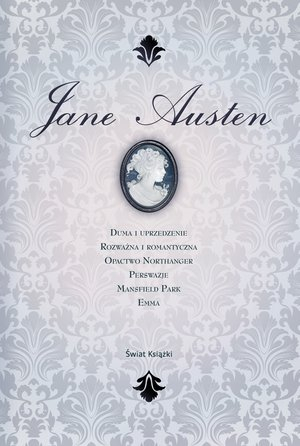 Jane Austen
Duma i uprzedzenie
Rozważna i romantyczna
Opactwo Northanger
Perswazje
Mansfield Park
Emma
Świat Książki